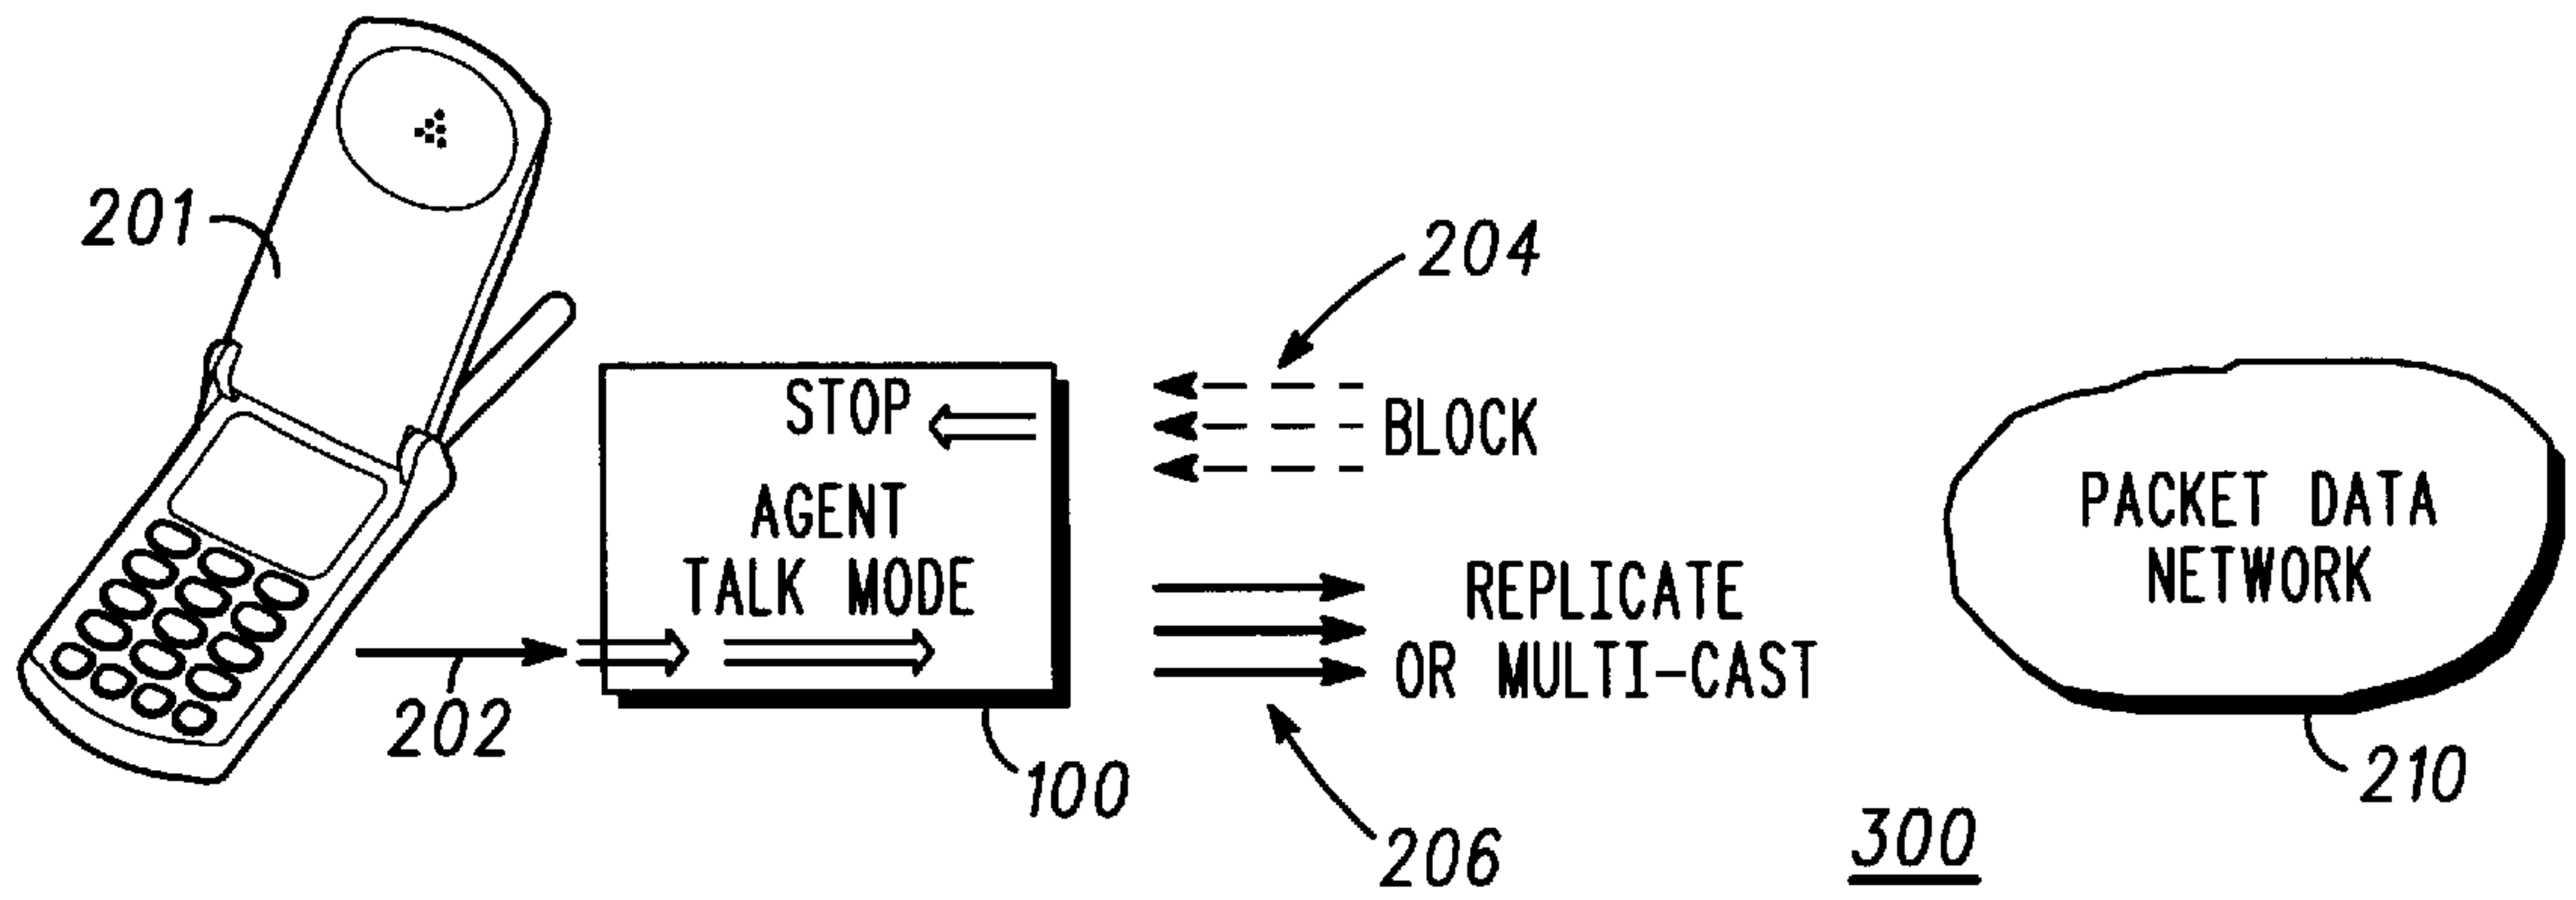 201
204
STOP
BLOCK
AGENT
TALK MODE
PACKET DATA
NETWORK
REPLICATE
OR MULTI-CAST
202
100
206
210
300